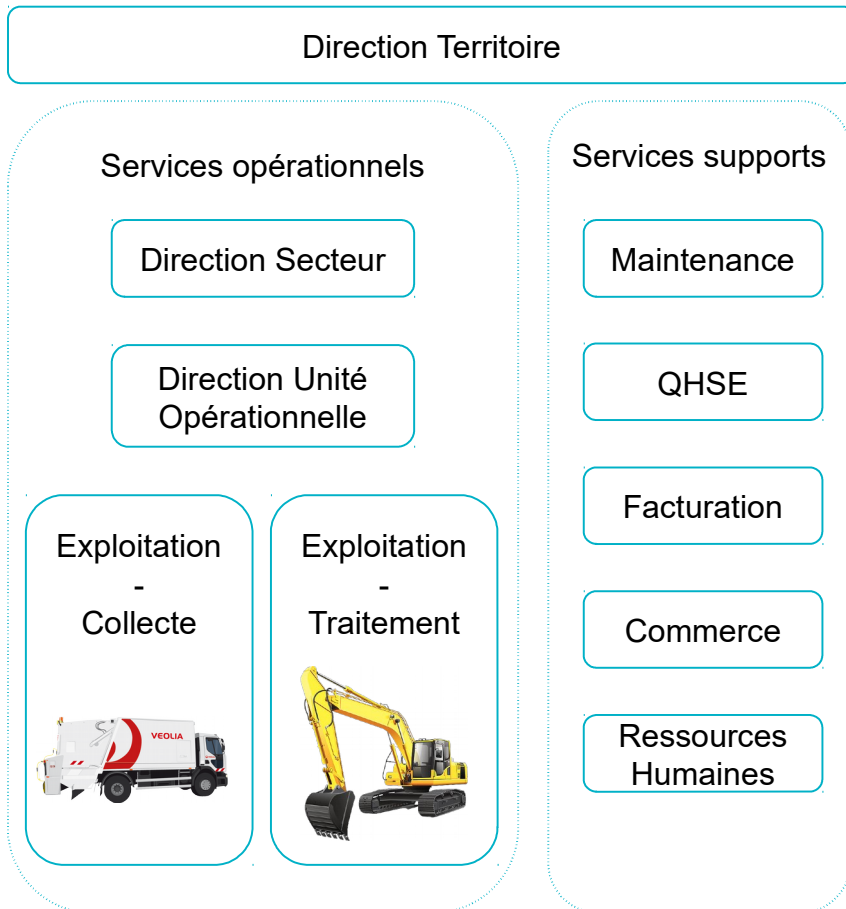 Direction Territoire
Services opérationnels
Direction Secteur
Direction Unité
Opérationnelle
Exploitation
-
Collecte
VEOLIA
Exploitation
-
Traitement
Services supports
Maintenance
QHSE
Facturation
Commerce
Ressources
Humaines